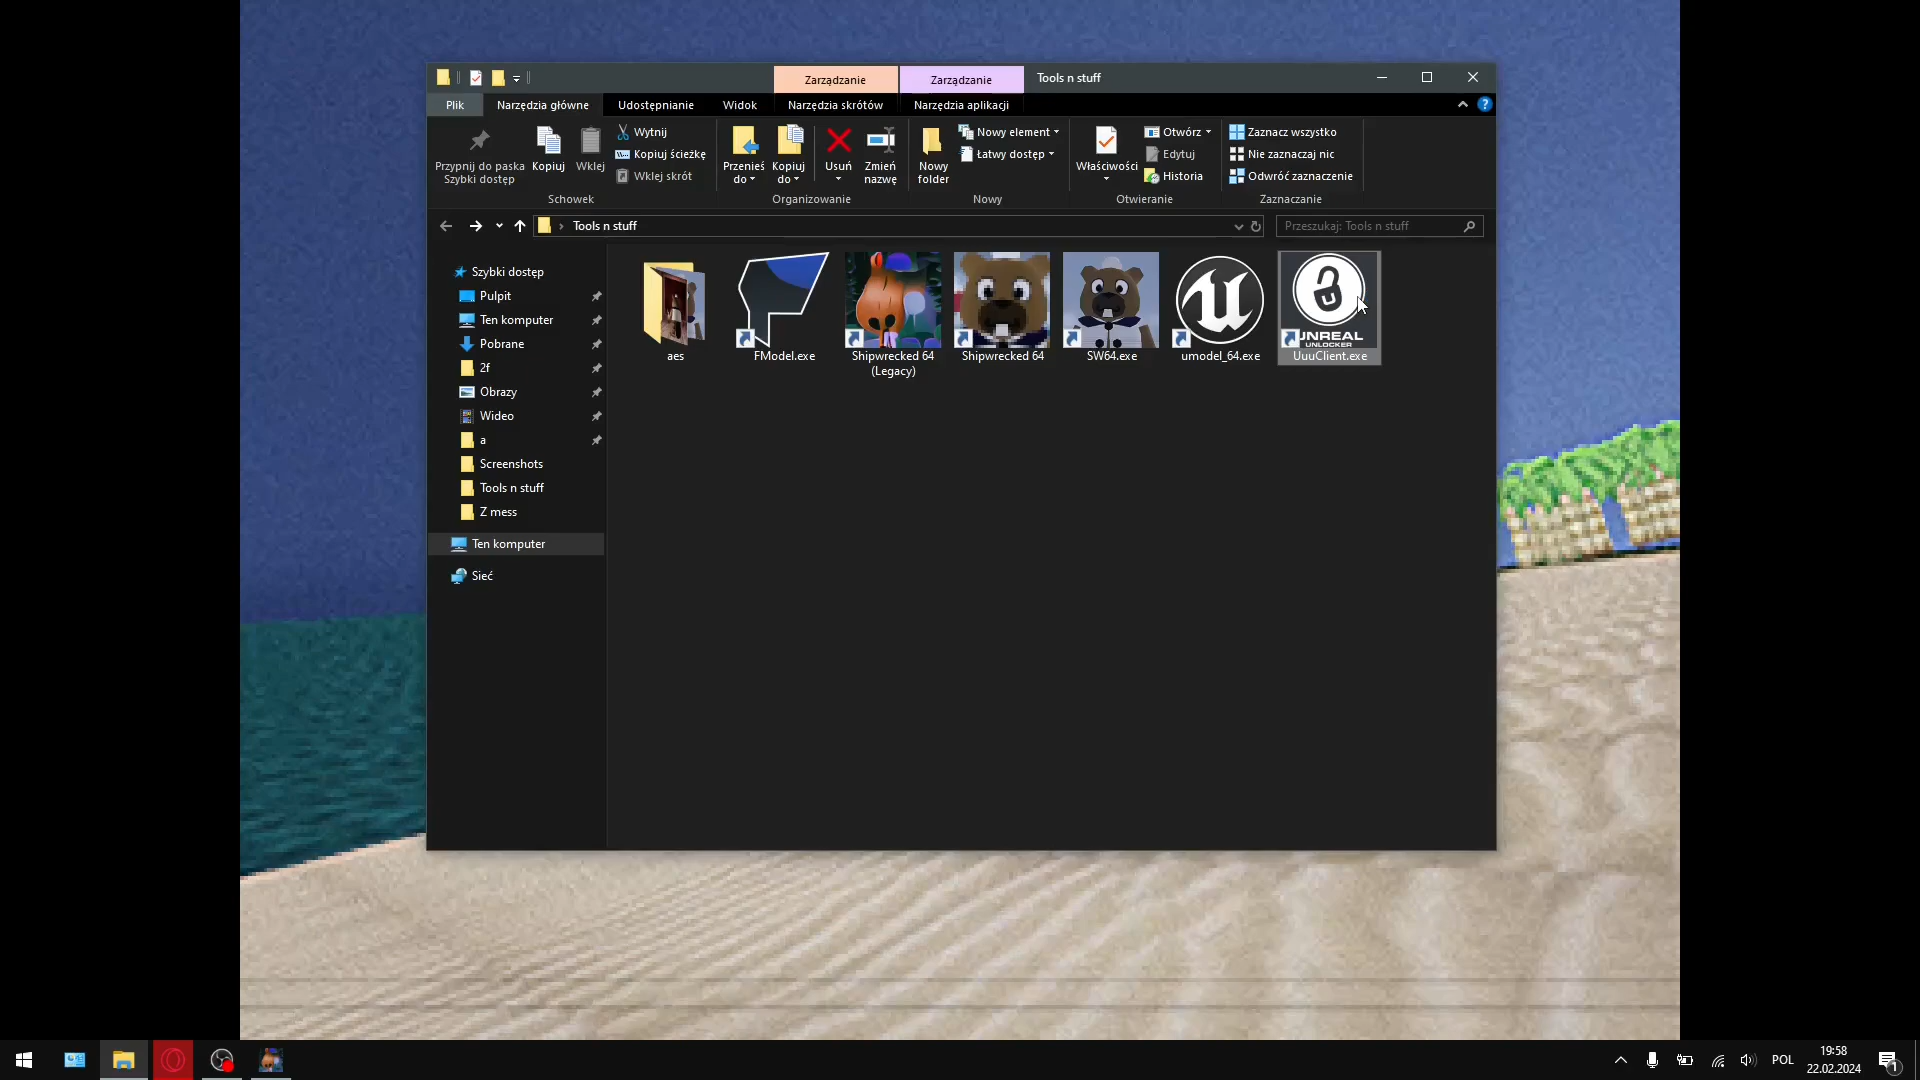 Zarządzanie
Zarządzanie
Tools n stuff
Plik
Narzędzia główne
Udostępnianie
Widok
Narzędzia skrótów
Narzędzia aplikacji
Przypnij do paska
Szybki dostęp
Kopiuj
Wklej
Wytnij
Kopiuj ścieżkę
Wklej skrót
Schowek
Przenieś
do
Kopiuj
do
Usuń
Zmień
nazwę
Organizowanie
Nowy
folder
Nowy element
Łatwy dostęp
Nowy
Właściwości
Otwórz
Edytuj
Historia
Otwieranie
Zaznacz wszystko
Nie zaznaczaj nic
Odwróć zaznaczenie
Zaznaczanie
Tools n stuff
Przeszukaj: Tools n stuff
Szybki dostęp
Pulpit
Ten komputer
Pobrane
2f
Obrazy
Wideo
a
Screenshots
Tools n stuff
Z mess
Ten komputer
Sieć
aes
FModel.exe
Shipwrecked 64
(Legacy)
Shipwrecked 64
SW64.exe
umodel_64.exe
UNREAL
UNLOCKER
UuuClient.exe
POL
19:58
22.02.2024
1